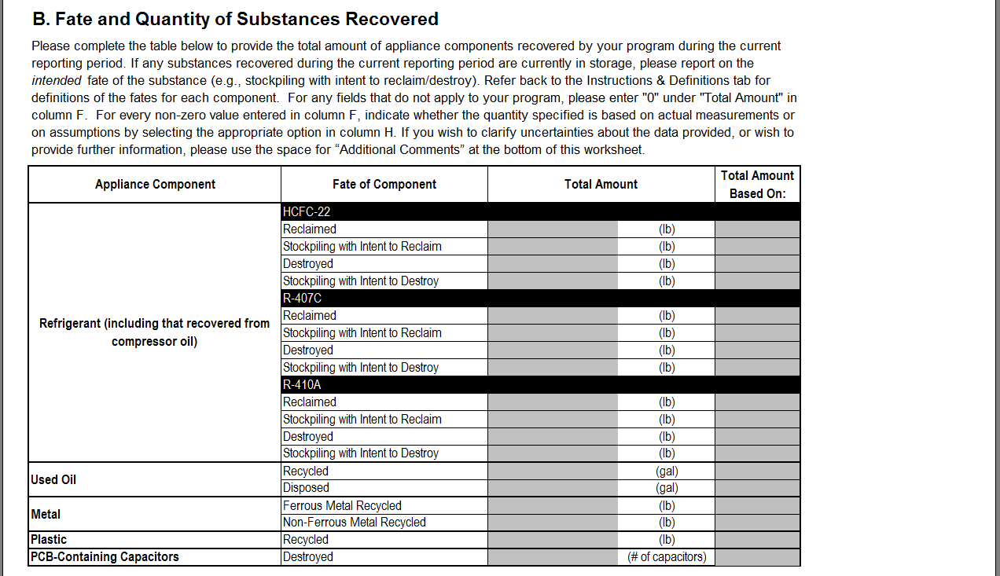 B. Fate and Quantity of Substances Recovered
Please complete the table below to provide the total amount of appliance components recovered by your program during the current
reporting period. If any substances recovered during the current reporting period are currently in storage, please report on the
intended fate of the substance (e.g., stockpiling with intent to reclaim/destroy). Refer back to the Instructions & Definitions tab for
definitions of the fates for each component. For any fields that do not apply to your program, please enter "0" under "Total Amount" in
column F. For every non-zero value entered in column F, indicate whether the quantity specified is based on actual measurements or
on assumptions by selecting the appropriate option in column H. If you wish to clarify uncertainties about the data provided, or wish to
provide further information, please use the space for “Additional Comments” at the bottom of this worksheet.
Appliance Component Fate of Component Total Amount Total Amount
Based On:
Refrigerant (including that recovered from
compressor oil)
HCFC-22
Reclaimed (lb)
Stockpiling with Intent to Reclaim (lb)
Destroyed (lb)
Stockpiling with Intent to Destroy (lb)
R-407C
Reclaimed (lb)
Stockpiling with Intent to Reclaim (lb)
Destroyed (lb)
Stockpiling with Intent to Destroy (lb)
R-410A
Reclaimed (lb)
Stockpiling with Intent to Reclaim (lb)
Destroyed (lb)
Stockpiling with Intent to Destroy (lb)
Used Oil
Recycled (gal)
Disposed (gal)
Metal
Ferrous Metal Recycled (lb)
Non-Ferrous Metal Recycled (lb)
Plastic Recycled (lb)
PCB-Containing Capacitors Destroyed (# of capacitors)